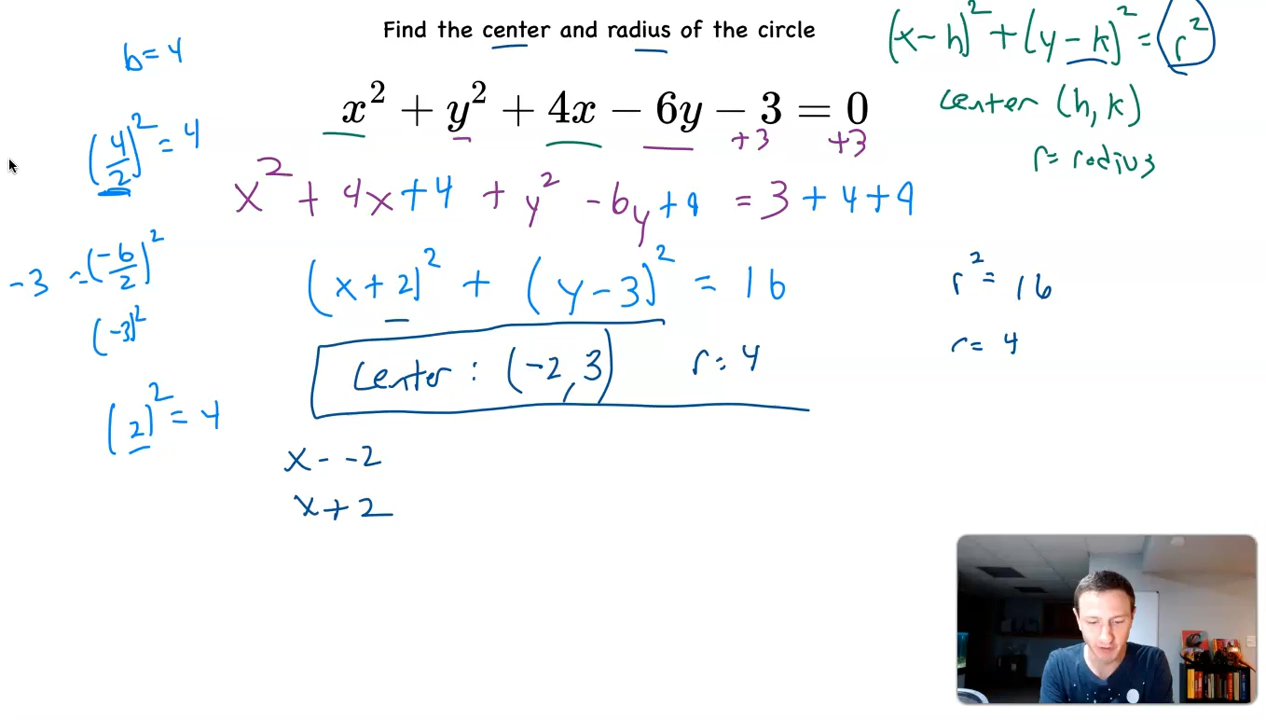 Find the center and radius of the circle
(x-h)² + (y-k)² = r²
b=4
x² + y² + 4x − 6y − 3 = 0
+3 +3
center (h, k)
r= radius
(4/2)² = 4
x² + 4x+4 + y² -6y+9 = 3 + 4+9
-3 = (-6/2)²
(x+2)² + (y-3)² = 16
r² = 16
(-3)²
center : (-2, 3) r= 4
r= 4
(2)² = 4
x - -2
x+2